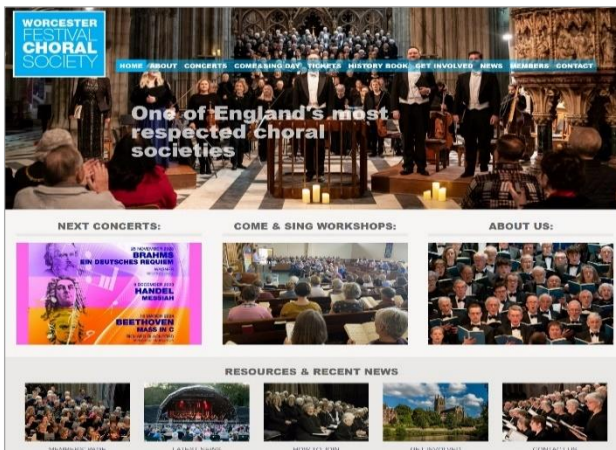 WORCESTER
FESTIVAL
CHORAL
SOCIETY
HOME ABOUT CONCERTS COME&SING DAY TICKETS HISTORY BOOK GET INVOLVED NEWS MEMBERS CONTACT
One of England's most
respected choral
societies
NEXT CONCERTS:
COME & SING WORKSHOPS:
ABOUT US:
BRAHMS
EIN DEUTSCHES REQUIEM
HANDEL
MESSIAH
BEETHOVEN
MASS IN C
RESOURCES & RECENT NEWS